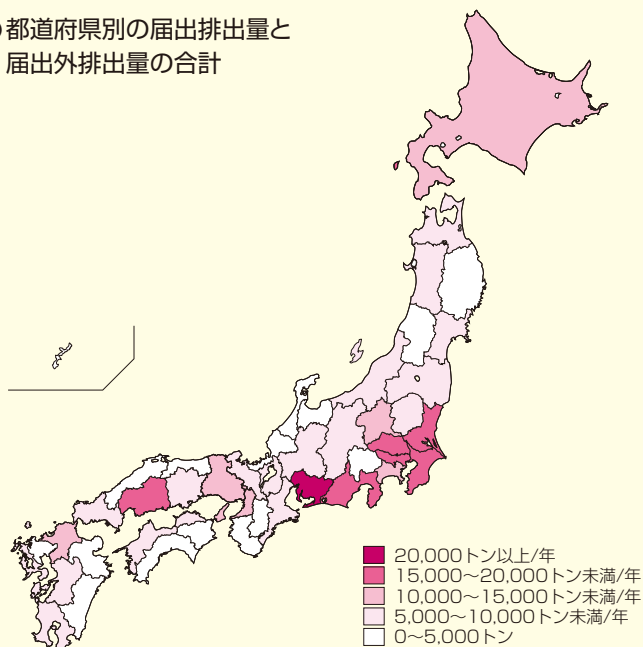 都道府県別の届出排出量と
届出外排出量の合計
20,000トン以上/年
15,000〜20,000トン未満/年
10,000〜15,000トン未満/年
5,000〜10,000トン未満/年
0〜5,000トン